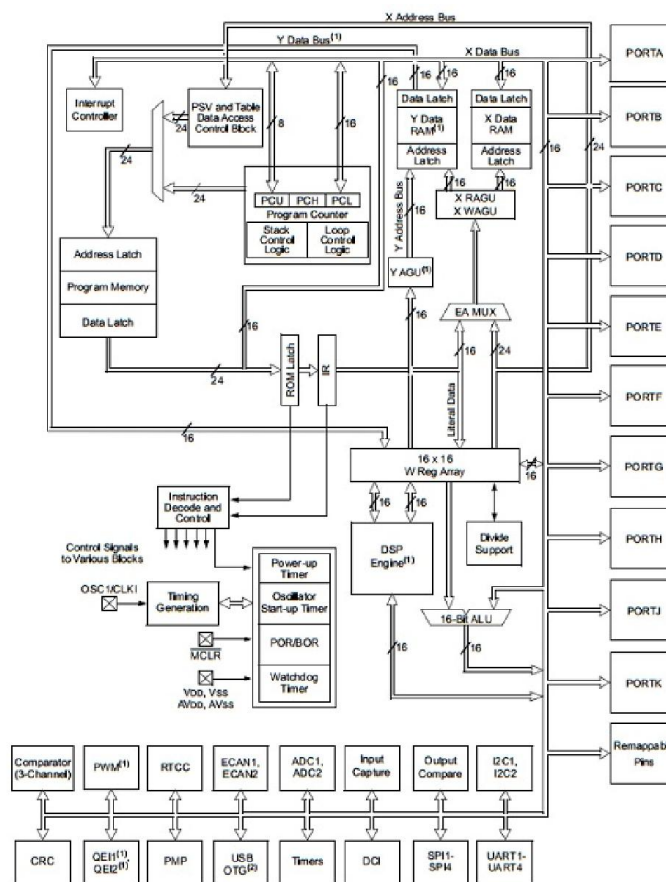 X Address Bus
Y Data Bus(1)
X Data Bus
PORTA
16
16
16
16
Interrupt
Controller
PSV and Table
Data Access
Control Block
24
8
16
Data Latch
Y Data
RAM(1)
Address
Latch
Data Latch
X Data
RAM
Address
Latch
PORTB
24
24
16
24
PCU
PCH
PCL
Program Counter
Stack
Control
Logic
Loop
Control
Logic
16
16
X RAGU
X WAGU
PORTC
Y Address Bus
16
Address Latch
Program Memory
Data Latch
Y AGU(1)
PORTD
EA MUX
PORTE
16
16
24
ROM Latch
IR
16
24
Literal Data
PORTF
16
16 x 16
W Reg Array
16
PORTG
Instruction
Decode and
Control
16
16
DSP
Engine(1)
Divide
Support
PORTH
Control Signals
to Various Blocks
Power-up
Timer
OSC1/CLKI
Timing
Generation
Oscillator
Start-up Timer
16-Bit ALU
PORTJ
MCLR
POR/BOR
16
16
PORTK
VDD, VSS
AVDD, AVSS
Watchdog
Timer
Remappable
Pins
Comparator
(3-Channel)
PWM(1)
RTCC
ECAN1,
ECAN2
ADC1,
ADC2
Input
Capture
Output
Compare
I2C1,
I2C2
CRC
QEI1(1),
QEI2(1)
PMP
USB
OTG(2)
Timers
DCI
SPI1-
SPI4
UART1-
UART4